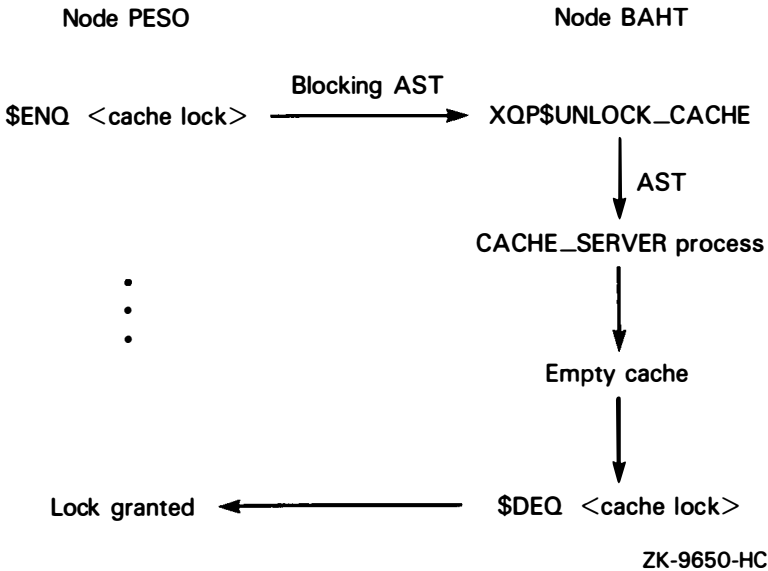 Node PESO
Node BAHT
Blocking AST
$ENQ <cache lock>
XQP$UNLOCK_CACHE
AST
CACHE_SERVER process
Empty cache
Lock granted
$DEQ <cache lock>
ZK-9650-HC